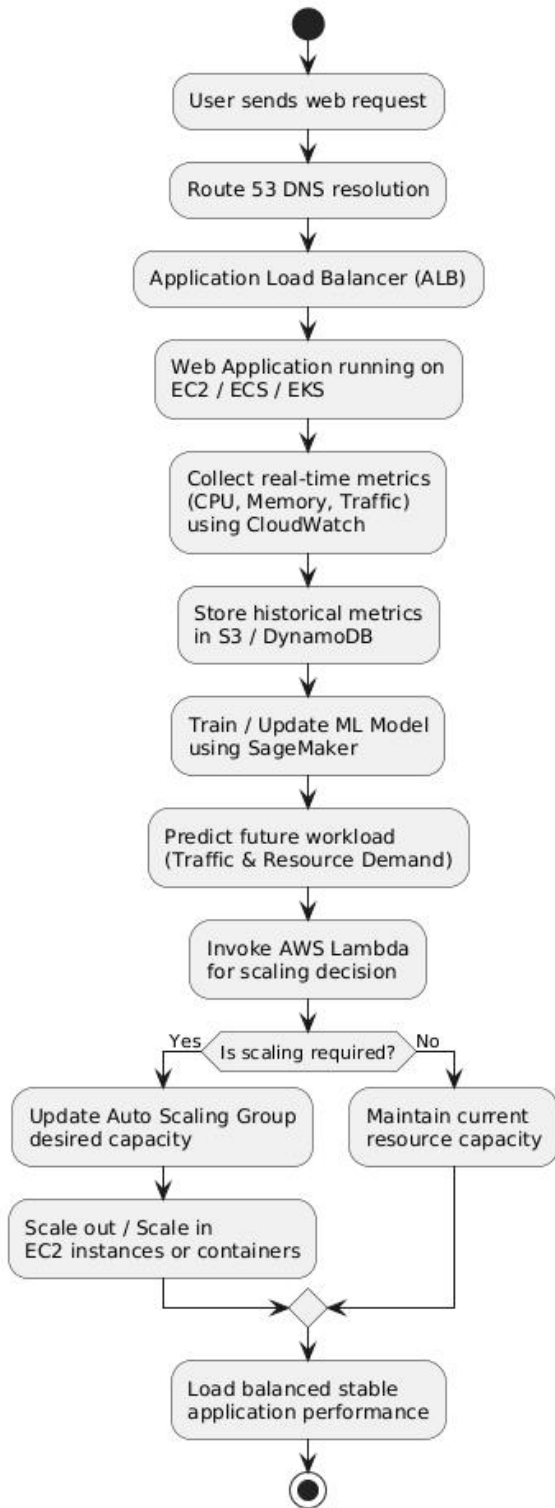 User sends web request
Route 53 DNS resolution
Application Load Balancer (ALB)
Web Application running on
EC2 / ECS / EKS
Collect real-time metrics
(CPU, Memory, Traffic)
using CloudWatch
Store historical metrics
in S3 / DynamoDB
Train / Update ML Model
using SageMaker
Predict future workload
(Traffic & Resource Demand)
Invoke AWS Lambda
for scaling decision
Yes
Is scaling required?
No
Update Auto Scaling Group
desired capacity
Maintain current
resource capacity
Scale out / Scale in
EC2 instances or containers
Load balanced stable
application performance